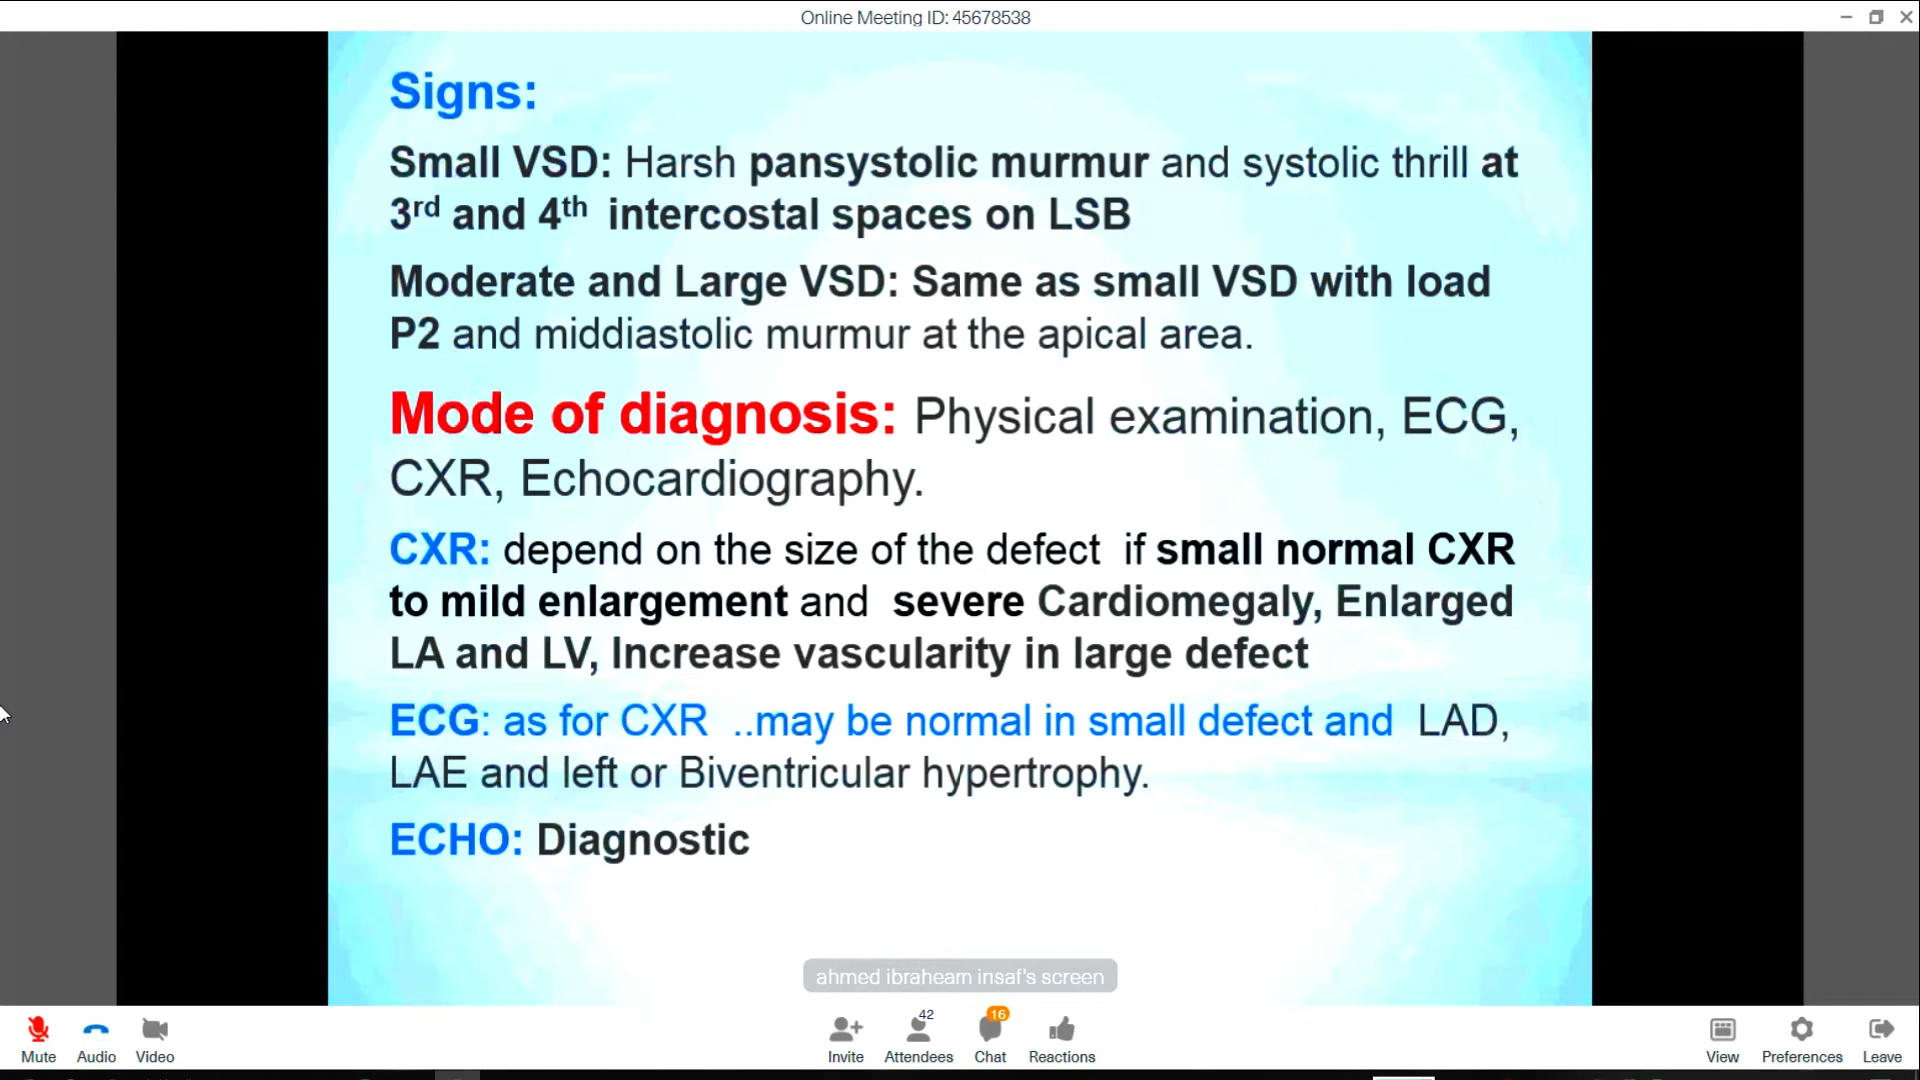 Online Meeting ID: 45678538
Signs:
Small VSD: Harsh pansystolic murmur and systolic thrill at
3rd and 4th intercostal spaces on LSB
Moderate and Large VSD: Same as small VSD with load
P2 and middiastolic murmur at the apical area.
Mode of diagnosis: Physical examination, ECG,
CXR, Echocardiography.
CXR: depend on the size of the defect if small normal CXR
to mild enlargement and severe Cardiomegaly, Enlarged
LA and LV, Increase vascularity in large defect
ECG: as for CXR ..may be normal in small defect and LAD,
LAE and left or Biventricular hypertrophy.
ECHO: Diagnostic
ahmed ibraheam insaf's screen
42
16
Mute Audio Video Invite Attendees Chat Reactions View Preferences Leave